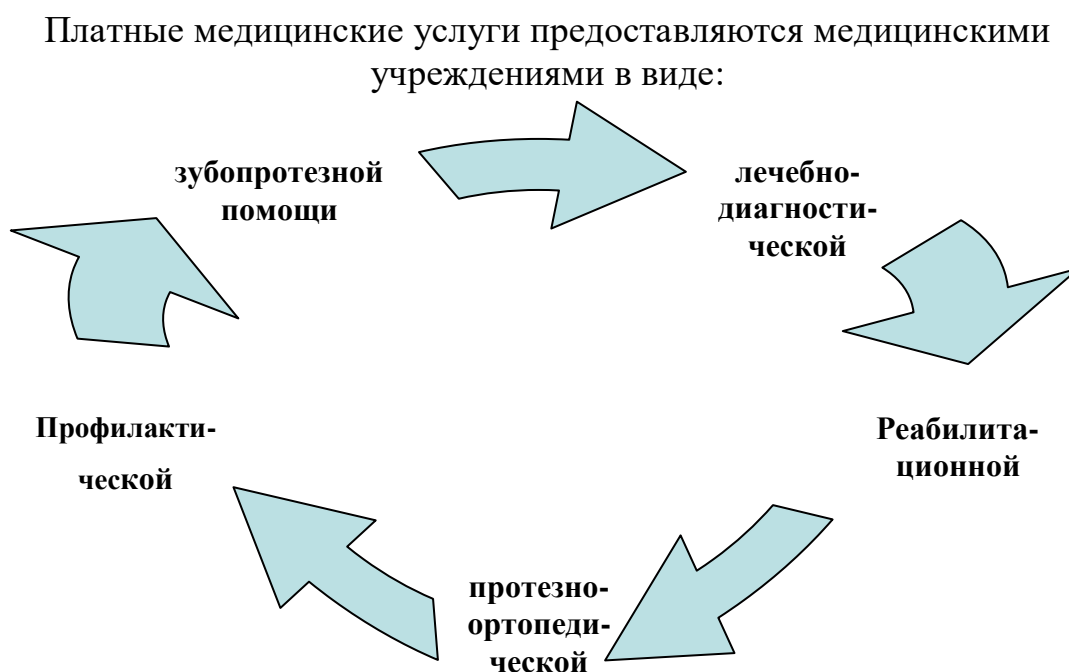 Платные медицинские услуги предоставляются медицинскими
учреждениями в виде:
зубопротезной
помощи
лечебно-
диагности-
ческой
Реабилита-
ционной
протезно-
ортопеди-
ческой
Профилакти-
ческой